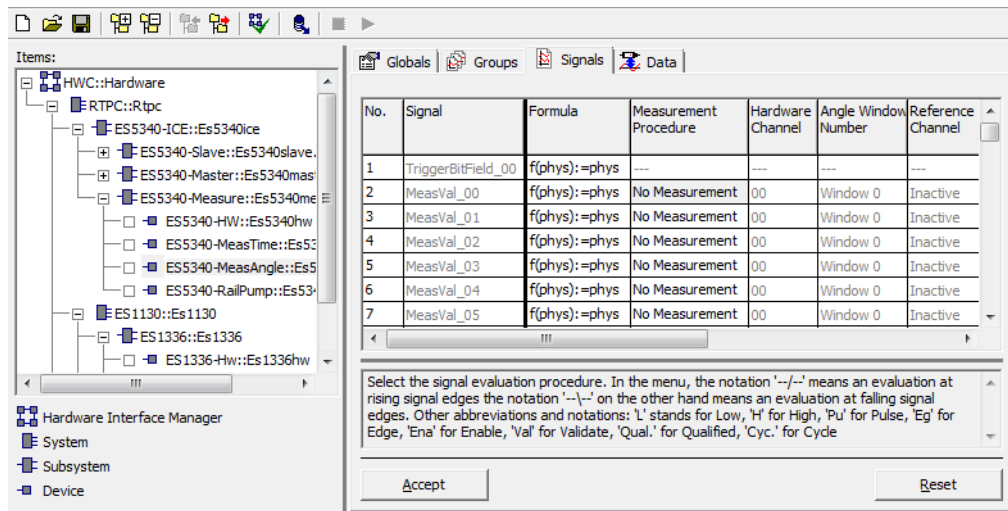 Items:
HWC::Hardware
RTPC::Rtpc
ES5340-ICE::Es5340ice
ES5340-Slave::Es5340slave.
ES5340-Master::Es5340mas
ES5340-Measure::Es5340me
ES5340-HW::Es5340hw
ES5340-MeasTime::Es53
ES5340-MeasAngle::Es5
ES5340-RailPump::Es534
ES1130::Es1130
ES1336::Es1336
ES1336-Hw::Es1336hw
Hardware Interface Manager
System
Subsystem
Device
Globals Groups Signals Data
No. Signal Formula Measurement Procedure Hardware Channel Angle Window Number Reference Channel
1 TriggerBitField_00 f(phys):=phys --- --- --- ---
2 MeasVal_00 f(phys):=phys No Measurement 00 Window 0 Inactive
3 MeasVal_01 f(phys):=phys No Measurement 00 Window 0 Inactive
4 MeasVal_02 f(phys):=phys No Measurement 00 Window 0 Inactive
5 MeasVal_03 f(phys):=phys No Measurement 00 Window 0 Inactive
6 MeasVal_04 f(phys):=phys No Measurement 00 Window 0 Inactive
7 MeasVal_05 f(phys):=phys No Measurement 00 Window 0 Inactive
Select the signal evaluation procedure. In the menu, the notation '--/--' means an evaluation at
rising signal edges the notation '--\--' on the other hand means an evaluation at falling signal
edges. Other abbreviations and notations: 'L' stands for Low, 'H' for High, 'Pu' for Pulse, 'Eg' for
Edge, 'Ena' for Enable, 'Val' for Validate, 'Qual.' for Qualified, 'Cyc.' for Cycle
Accept
Reset